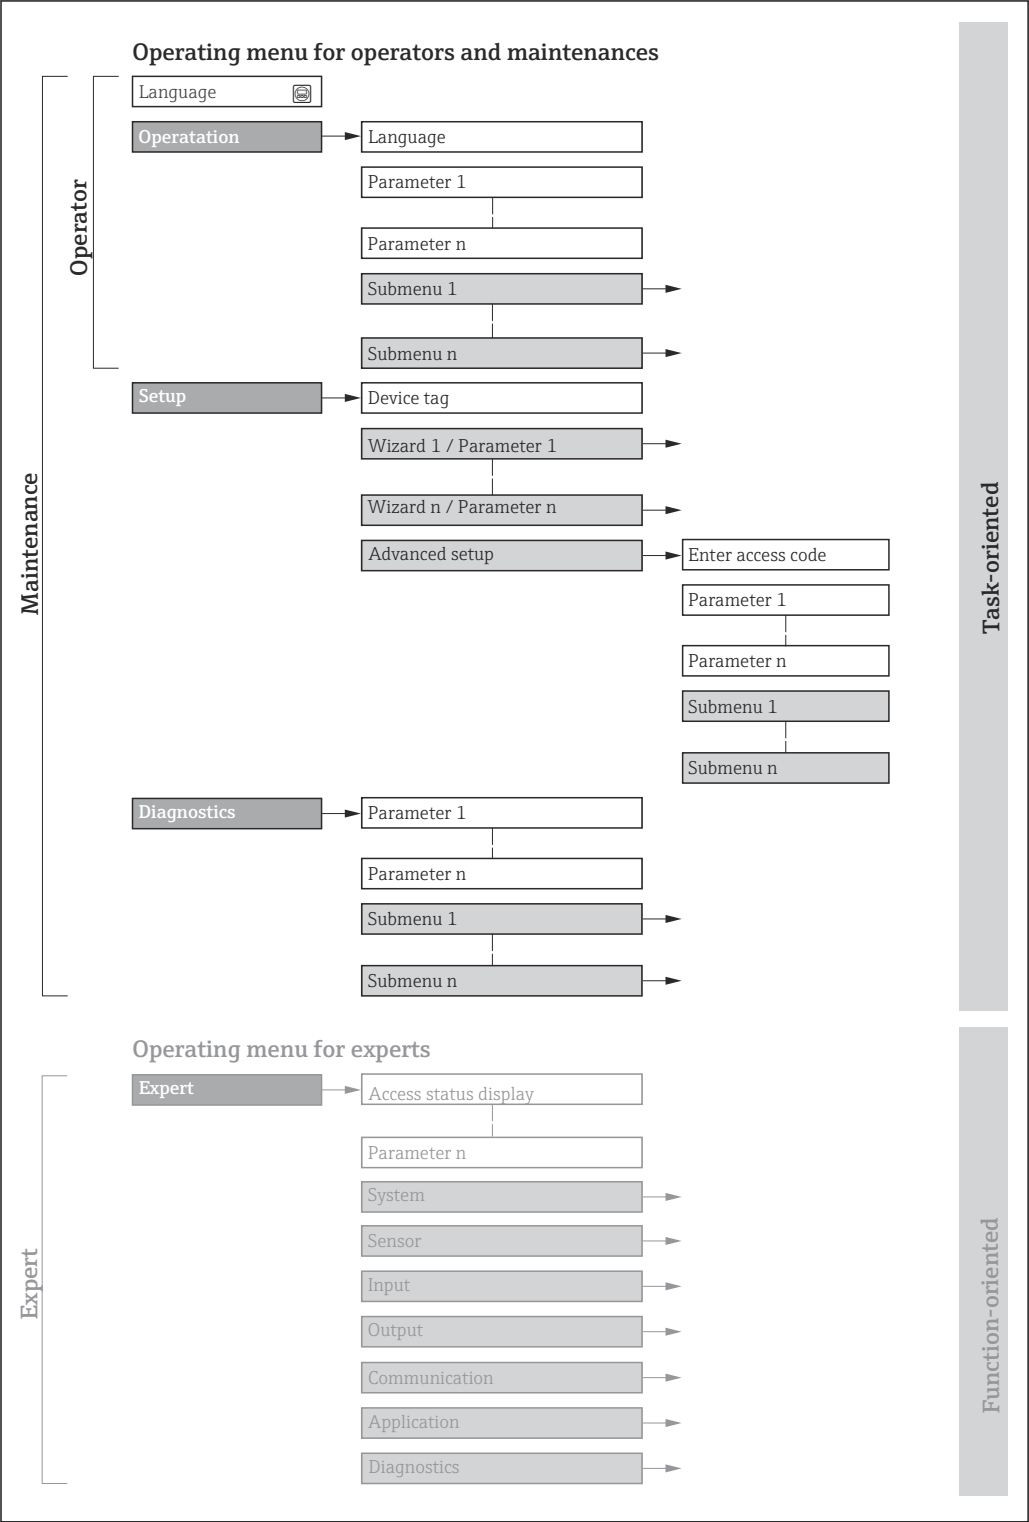 Operating menu for operators and maintenances
Language
Operatation
Language
Parameter 1
Parameter n
Submenu 1
Submenu n
Operator
Setup
Device tag
Wizard 1 / Parameter 1
Wizard n / Parameter n
Advanced setup
Enter access code
Parameter 1
Parameter n
Submenu 1
Submenu n
Maintenance
Task-oriented
Diagnostics
Parameter 1
Parameter n
Submenu 1
Submenu n
Operating menu for experts
Expert
Access status display
Parameter n
System
Sensor
Input
Output
Communication
Application
Diagnostics
Expert
Function-oriented